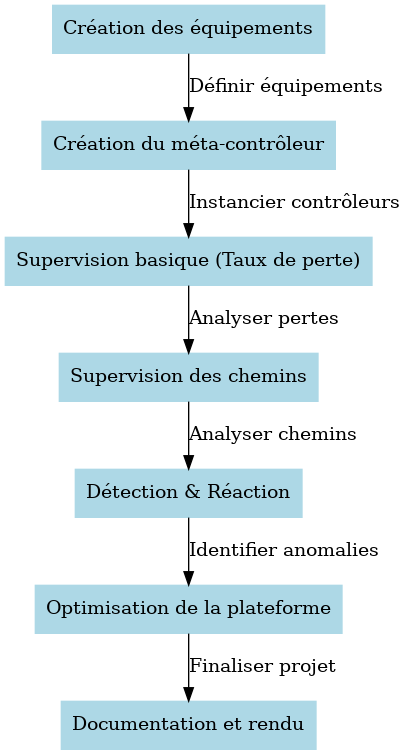 Création des équipements
Définir équipements
Création du méta-contrôleur
Instancier contrôleurs
Supervision basique (Taux de perte)
Analyser pertes
Supervision des chemins
Analyser chemins
Détection & Réaction
Identifier anomalies
Optimisation de la plateforme
Finaliser projet
Documentation et rendu